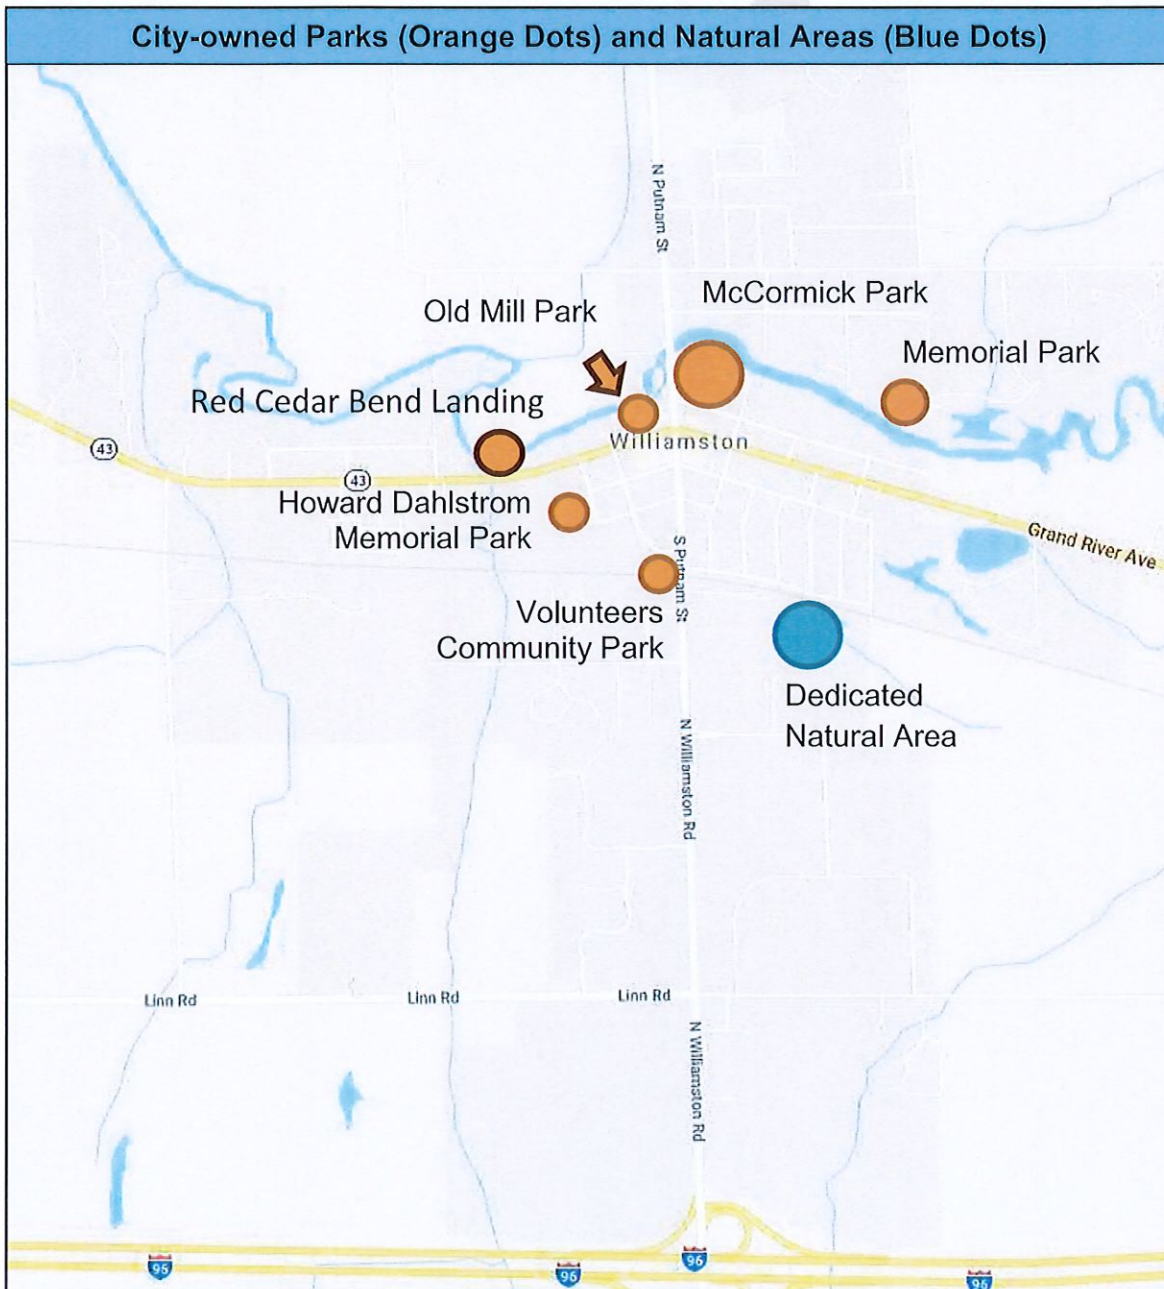 City-owned Parks (Orange Dots) and Natural Areas (Blue Dots)
N Putnam St
McCormick Park
Old Mill Park
Memorial Park
Red Cedar Bend Landing
Williamston
43
43
Howard Dahlstrom
Memorial Park
Grand River Ave
S Putnam St
Volunteers
Community Park
Dedicated
Natural Area
N Williamston Rd
Linn Rd
Linn Rd
Linn Rd
N Williamston Rd
96
96
96
96